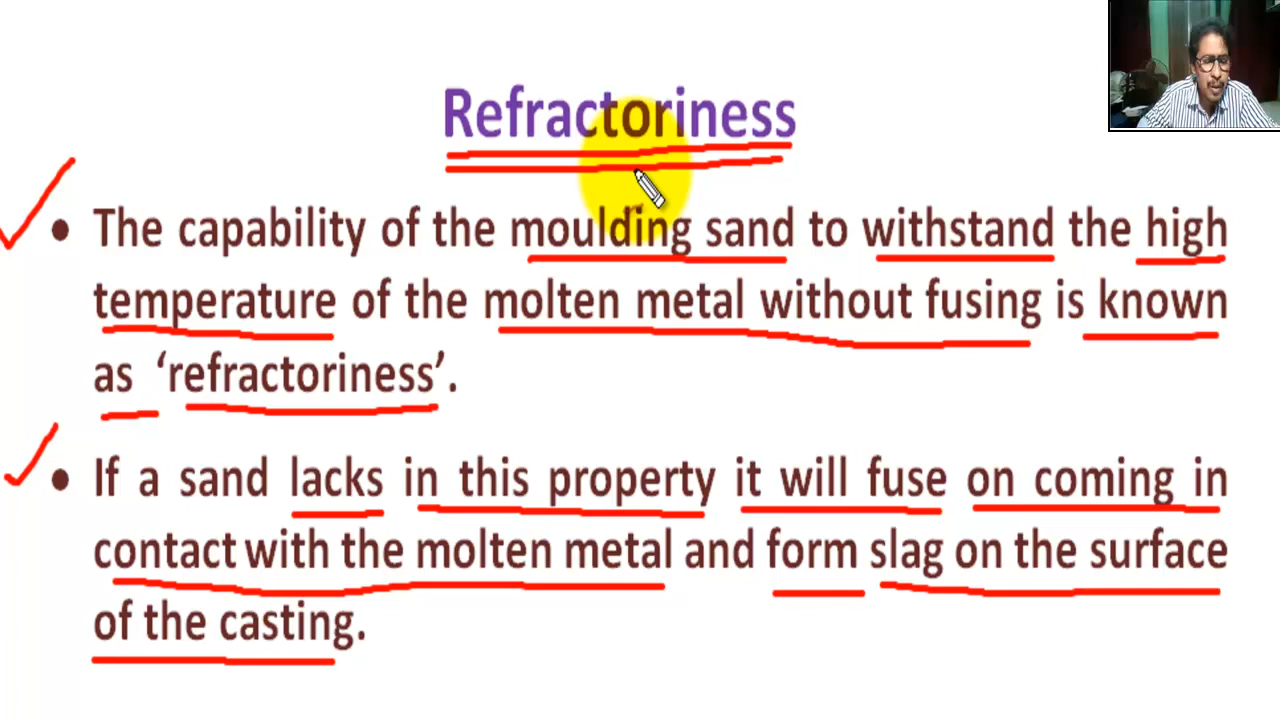 Refractoriness
• The capability of the moulding sand to withstand the high
temperature of the molten metal without fusing is known
as ‘refractoriness’.
• If a sand lacks in this property it will fuse on coming in
contact with the molten metal and form slag on the surface
of the casting.